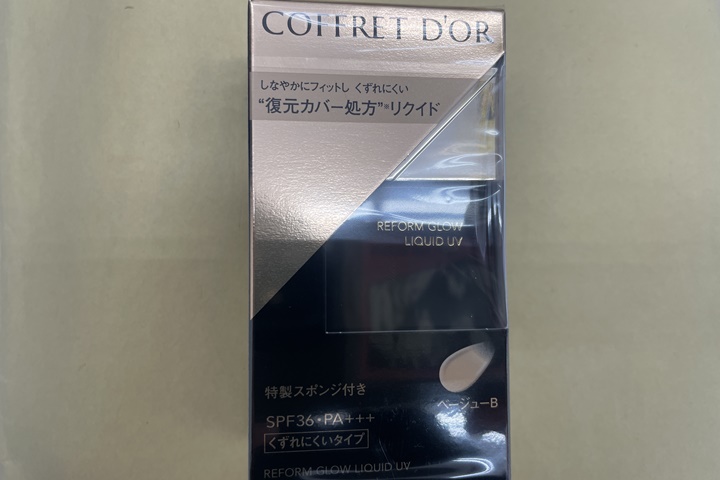 COFFRET D'OR
しなやかにフィットし くずれにくい
“復元カバー処方”※リクイド
REFORM GLOW
LIQUID UV
特製スポンジ付き
ベージューB
SPF36・PA+++
くずれにくいタイプ
REFORM GLOW LIQUID UV